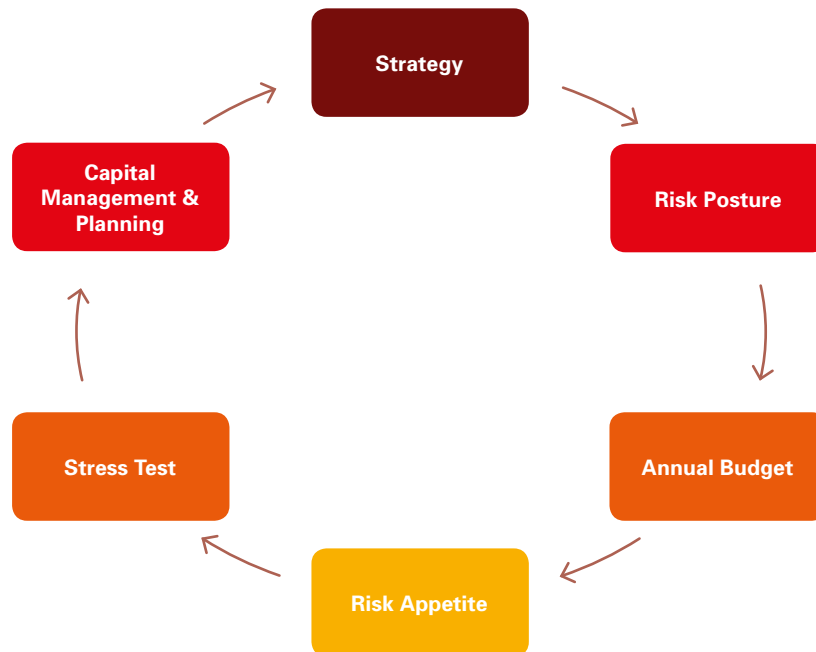 Strategy
Risk Posture
Annual Budget
Risk Appetite
Stress Test
Capital
Management &
Planning